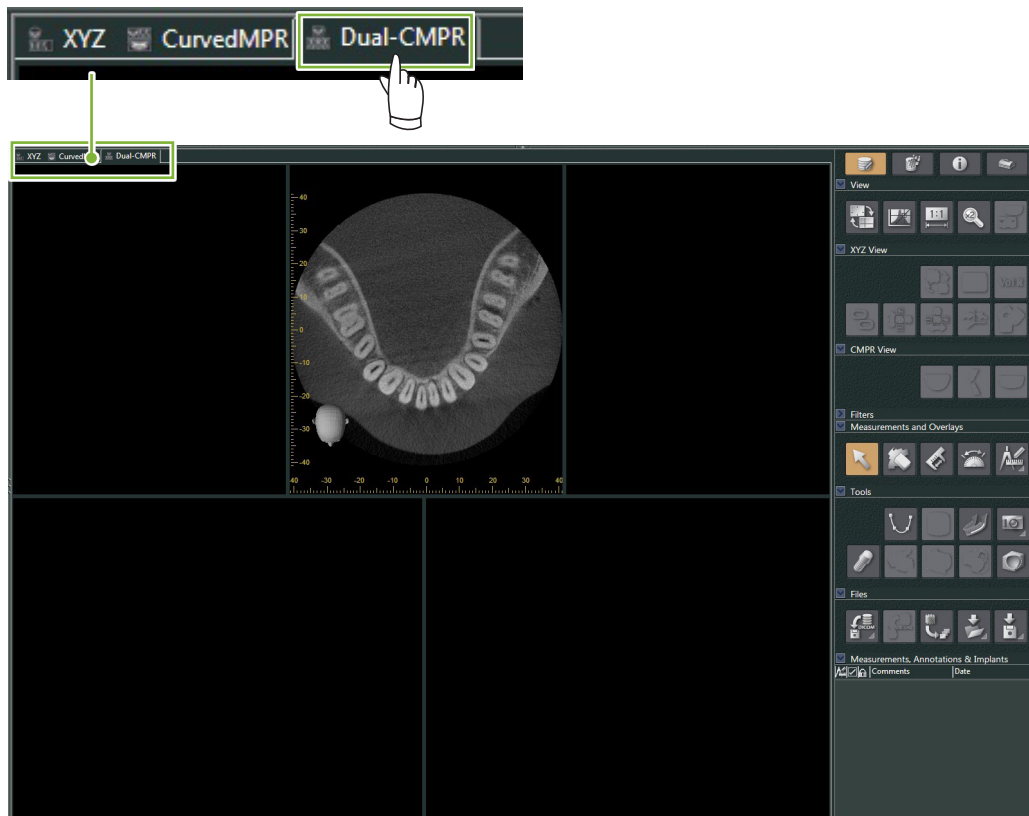 XYZ CurvedMPR Dual-CMPR
XYZ Curved Dual-CMPR
View
1:1
XYZ View
CMPR View
Filters
Measurements and Overlays
Tools
Files
DICOM
Measurements, Annotations & Implants
Comments Date
40
30
20
10
0
-10
-20
-30
-40
40 -30 -20 -10 0 10 20 30 40